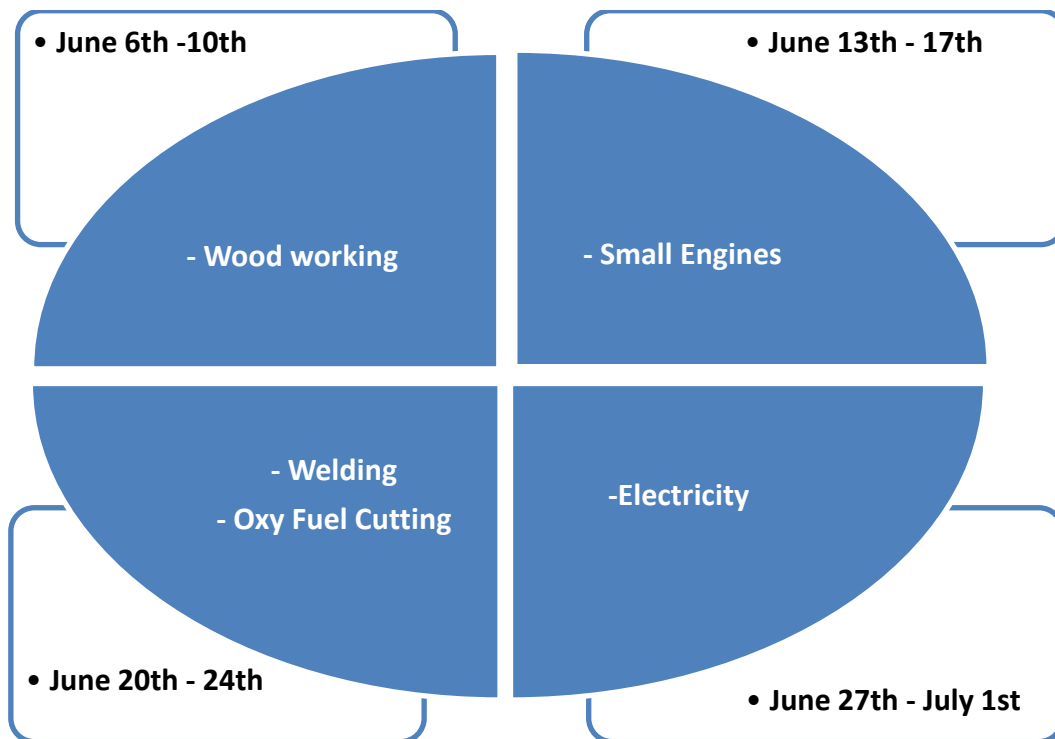 • June 6th -10th
• June 13th - 17th
- Wood working
- Small Engines
- Welding
- Oxy Fuel Cutting
-Electricity
• June 20th - 24th
• June 27th - July 1st